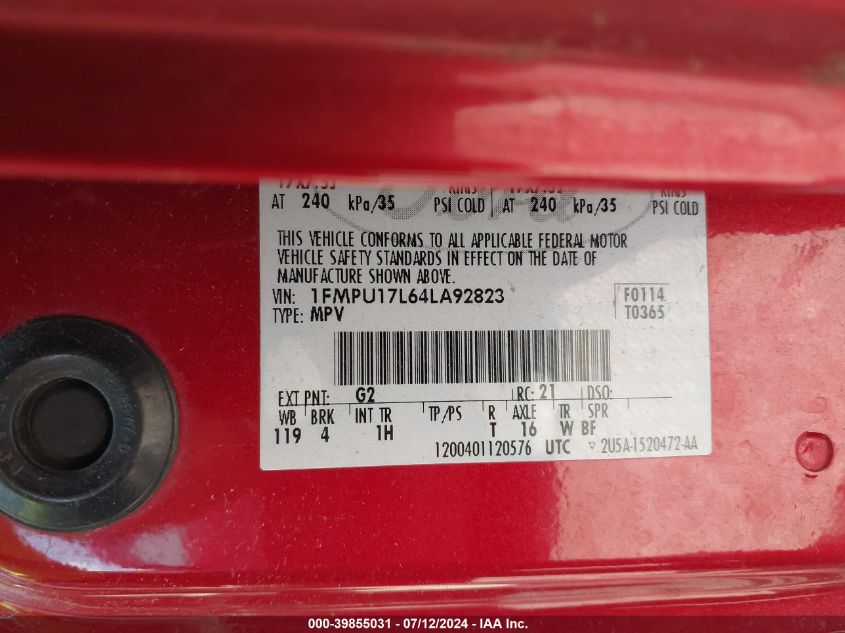 AT 240 kPa/35 PSI COLD AT 240 kPa/35 PSI COLD
THIS VEHICLE CONFORMS TO ALL APPLICABLE FEDERAL MOTOR
VEHICLE SAFETY STANDARDS IN EFFECT ON THE DATE OF
MANUFACTURE SHOWN ABOVE.
VIN: 1FMPU17L64LA92823
TYPE: MPV
F0114
T0365
EXT PNT: G2 RC: 21 DSO:
WB BRK INT TR TP/PS R AXLE TR SPR
119 4 1H T 16 W BF
1200401120576 UTC ▽ 2U5A-1520472-AA
000-39855031 - 07/12/2024 - IAA Inc.